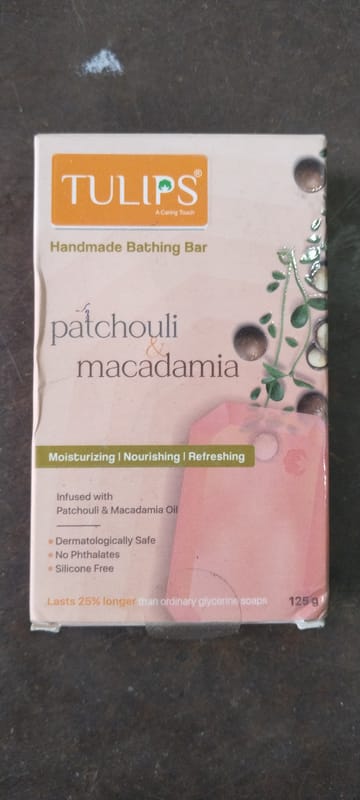 TULIPS®
A Caring Touch
Handmade Bathing Bar
patchouli
&
macadamia
Moisturizing | Nourishing | Refreshing
Infused with
Patchouli & Macadamia Oil
• Dermatologically Safe
• No Phthalates
• Silicone Free
Lasts 25% longer than ordinary glycerine soaps 125 g